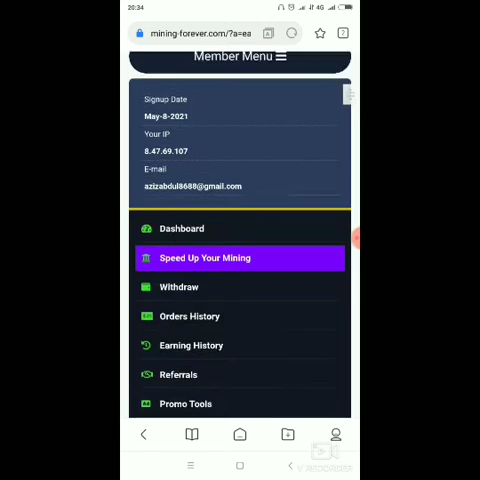 20:34
4G
mining-forever.com/?a=ea
Member Menu
Signup Date
May-8-2021
Your IP
8.47.69.107
E-mail
azizabdul8688@gmail.com
Dashboard
Speed Up Your Mining
Withdraw
Orders History
Earning History
Referrals
Promo Tools